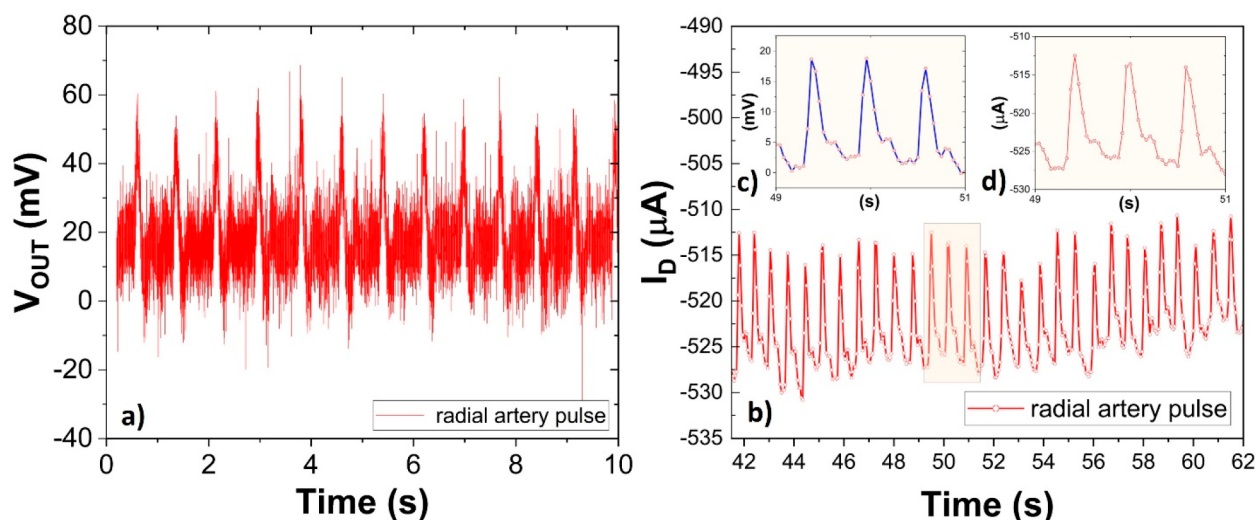 80
60
40
20
0
-20
-40
V_OUT (mV)
a)
radial artery pulse
0 2 4 6 8 10
Time (s)
-490
-495
-500
-505
-510
-515
-520
-525
-530
-535
I_D (μA)
20
15
10
5
0
(mV)
c)
49 51
(s)
-510
-515
-520
-525
-530
(μA)
d)
49 51
(s)
b)
radial artery pulse
42 44 46 48 50 52 54 56 58 60 62
Time (s)